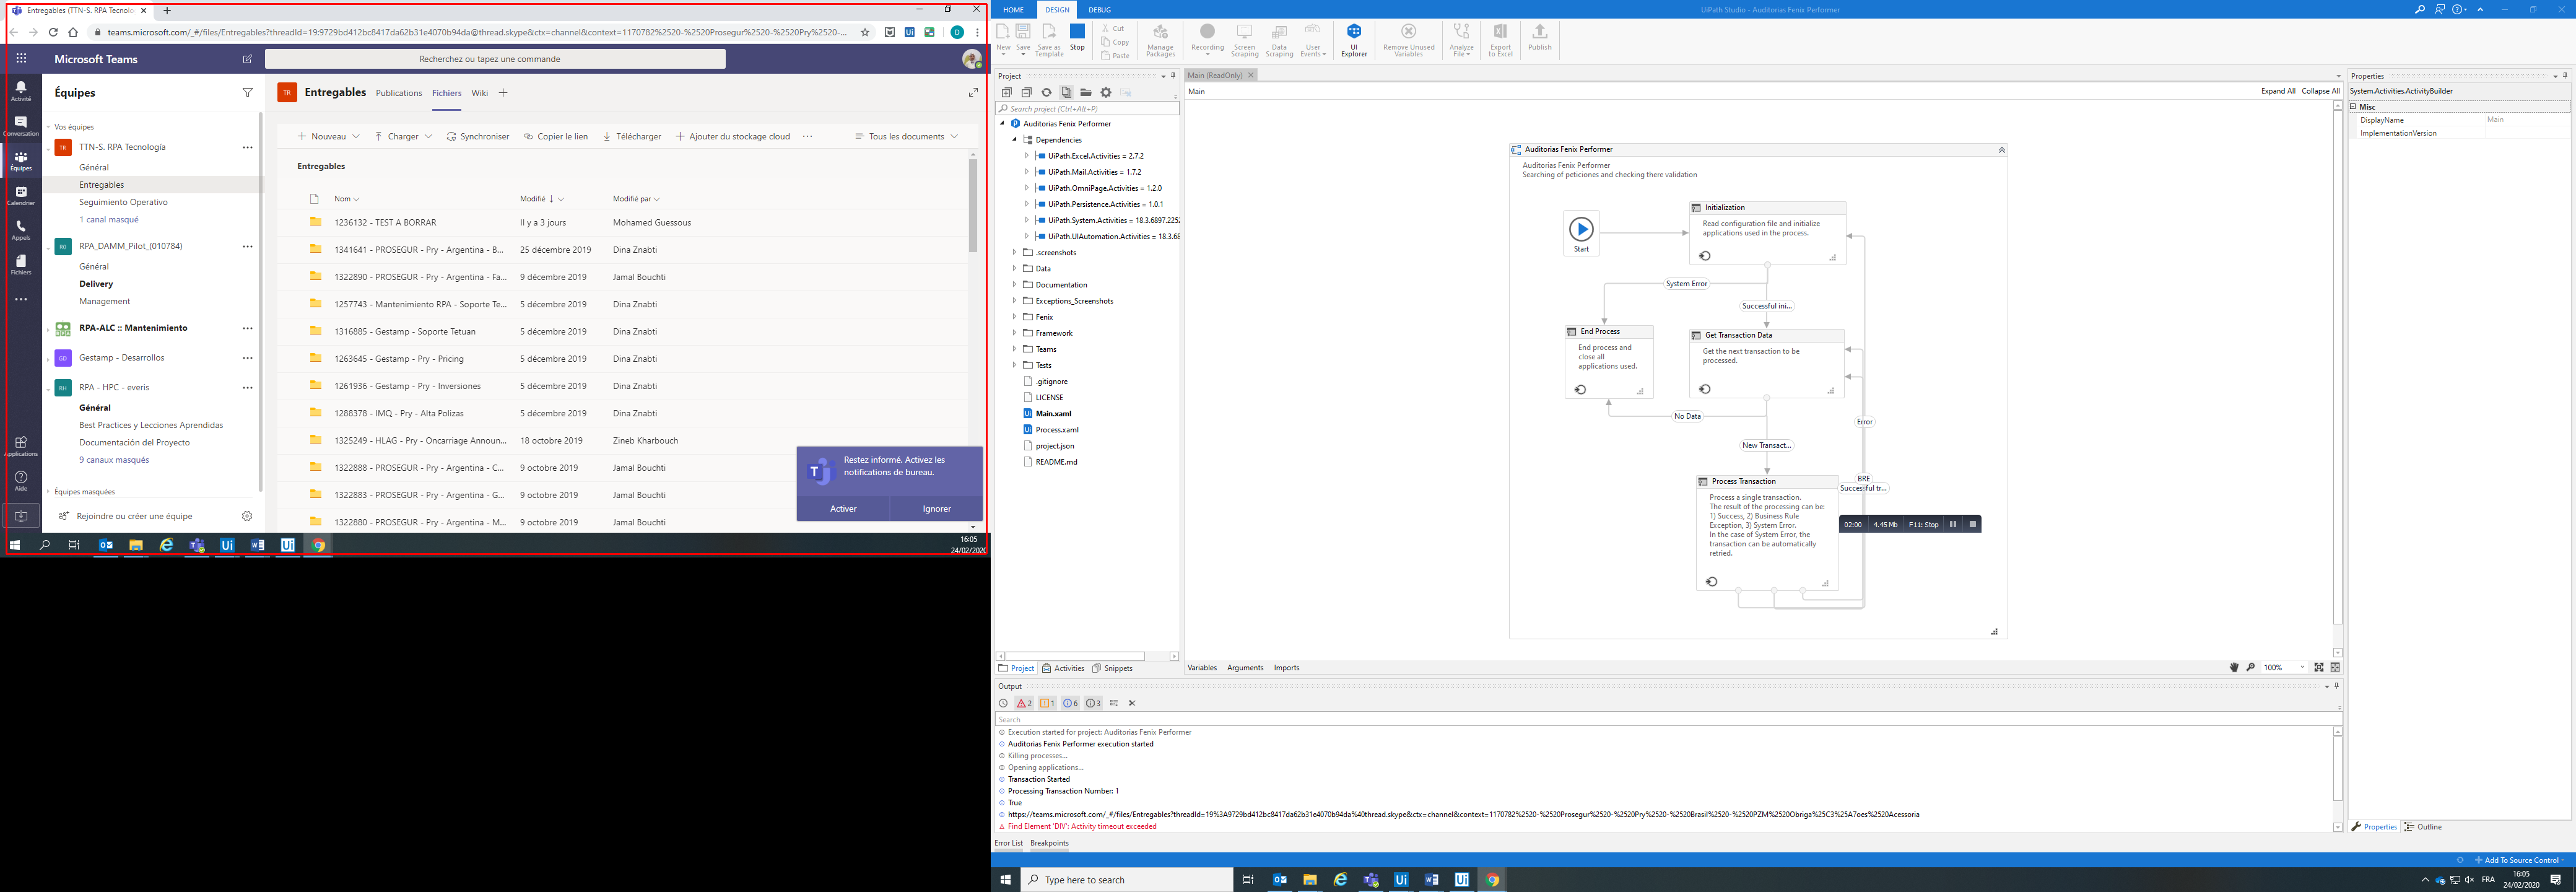 Entregables (TTN-S. RPA Tecnolo
teams.microsoft.com/_#/files/Entregables?threadId=19:9729bd412bc8417da62b31e4070b94da@thread.skype&ctx=channel&context=1170782%2520-%2520Prosegur%2520-%2520Pry%2520-...
Microsoft Teams
Recherchez ou tapez une commande
Activité
Conversation
Équipes
Calendrier
Appels
Fichiers
Applications
Aide
Équipes
Vos équipes
TR TTN-S. RPA Tecnología
Général
Entregables
Seguimiento Operativo
1 canal masqué
RD RPA_DAMM_Pilot_(010784)
Général
Delivery
Management
RPA-ALC :: Mantenimiento
GD Gestamp - Desarrollos
RH RPA - HPC - everis
Général
Best Practices y Lecciones Aprendidas
Documentación del Proyecto
9 canaux masqués
Équipes masquées
Rejoindre ou créer une équipe
TR Entregables Publications Fichiers Wiki
Nouveau Charger Synchroniser Copier le lien Télécharger Ajouter du stockage cloud Tous les documents
Entregables
Nom Modifié Modifié par
1236132 - TEST A BORRAR Il y a 3 jours Mohamed Guessous
1341641 - PROSEGUR - Pry - Argentina - B... 25 décembre 2019 Dina Znabti
1322890 - PROSEGUR - Pry - Argentina - Fa... 9 décembre 2019 Jamal Bouchti
1257743 - Mantenimiento RPA - Soporte Te... 5 décembre 2019 Dina Znabti
1316885 - Gestamp - Soporte Tetuan 5 décembre 2019 Dina Znabti
1263645 - Gestamp - Pry - Pricing 5 décembre 2019 Dina Znabti
1261936 - Gestamp - Pry - Inversiones 5 décembre 2019 Dina Znabti
1288378 - IMQ - Pry - Alta Polizas 5 décembre 2019 Dina Znabti
1325249 - HLAG - Pry - Oncarriage Announ... 18 octobre 2019 Zineb Kharbouch
1322888 - PROSEGUR - Pry - Argentina - C... 9 octobre 2019 Jamal Bouchti
1322883 - PROSEGUR - Pry - Argentina - G... 9 octobre 2019 Jamal Bouchti
1322880 - PROSEGUR - Pry - Argentina - M... 9 octobre 2019 Jamal Bouchti
Restez informé. Activez les
notifications de bureau.
Activer Ignorer
16:05
24/02/2020
HOME DESIGN DEBUG
UiPath Studio - Auditorias Fenix Performer
New Save Save as Template Stop Cut Copy Paste Manage Packages Recording Screen Scraping Data Scraping User Events UI Explorer Remove Unused Variables Analyze File Export to Excel Publish
Project
Search project (Ctrl+Alt+P)
Auditorias Fenix Performer
Dependencies
UiPath.Excel.Activities = 2.7.2
UiPath.Mail.Activities = 1.7.2
UiPath.OmniPage.Activities = 1.2.0
UiPath.Persistence.Activities = 1.0.1
UiPath.System.Activities = 18.3.6897.225
UiPath.UIAutomation.Activities = 18.3.68
.screenshots
Data
Documentation
Exceptions_Screenshots
Fenix
Framework
Teams
Tests
.gitignore
LICENSE
Main.xaml
Process.xaml
project.json
README.md
Project Activities Snippets
Main (ReadOnly)
Main
Expand All Collapse All
Auditorias Fenix Performer
Auditorias Fenix Performer
Searching of peticiones and checking there validation
Start
Initialization
Read configuration file and initialize
applications used in the process.
System Error
Successful ini...
End Process
End process and
close all
applications used.
Get Transaction Data
Get the next transaction to be
processed.
No Data
Error
New Transact...
BRE
Successful tr...
Process Transaction
Process a single transaction.
The result of the processing can be:
1) Success, 2) Business Rule
Exception, 3) System Error.
In the case of System Error, the
transaction can be automatically
retried.
02:00 4.45 Mb F11: Stop
Variables Arguments Imports
100%
Properties
System.Activities.ActivityBuilder
Misc
DisplayName Main
ImplementationVersion
Properties Outline
Output
2 1 6 3
Search
Execution started for project: Auditorias Fenix Performer
Auditorias Fenix Performer execution started
Killing processes...
Opening applications...
Transaction Started
Processing Transaction Number: 1
True
https://teams.microsoft.com/_#/files/Entregables?threadId=19%3A9729bd412bc8417da62b31e4070b94da%40thread.skype&ctx=channel&context=1170782%2520-%2520Prosegur%2520-%2520Pry%2520-%2520Brasil%2520-%2520PZM%2520Obriga%25C3%25A7oes%2520Acessoria
Find Element 'DIV': Activity timeout exceeded
Error List Breakpoints
Add To Source Control
Type here to search
FRA
16:05
24/02/2020